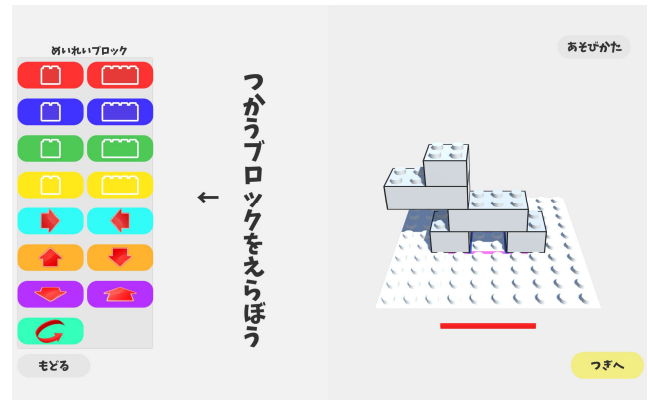 めいれいブロック
つかうブロックをえらぼう
←
あそびかた
もどる
つぎへ